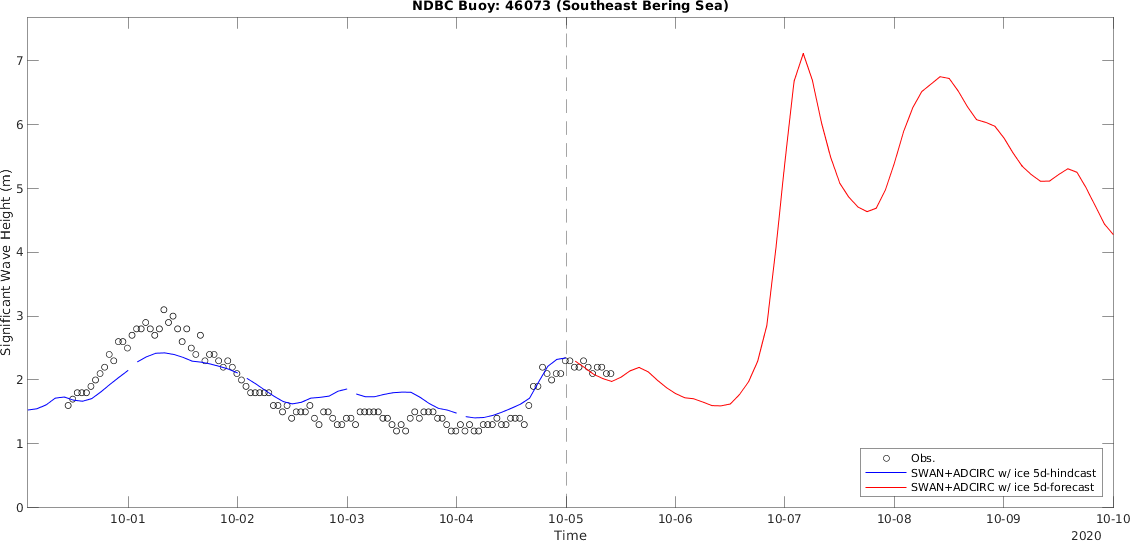 NDBC Buoy: 46073 (Southeast Bering Sea)
Significant Wave Height (m)
7
6
5
4
3
2
1
0
Obs.
SWAN+ADCIRC w/ ice 5d-hindcast
SWAN+ADCIRC w/ ice 5d-forecast
10-01 10-02 10-03 10-04 10-05 10-06 10-07 10-08 10-09 10-10
Time
2020